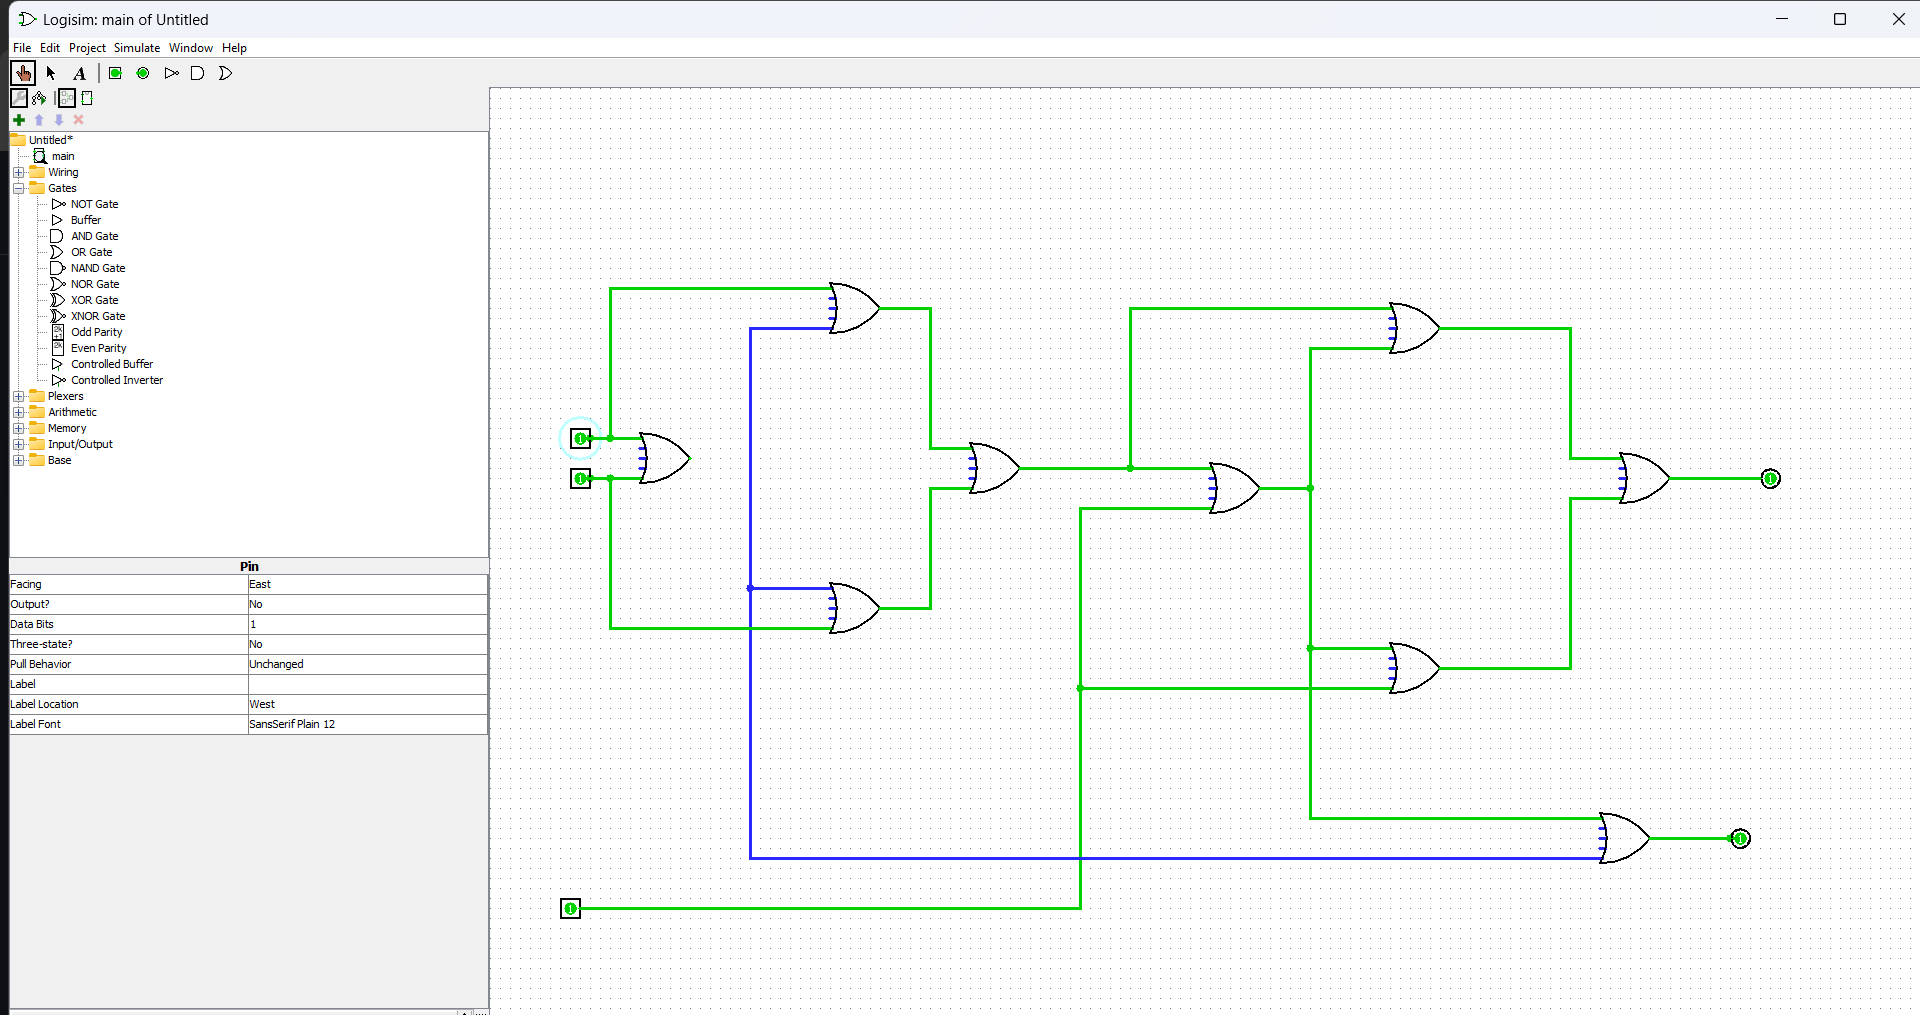 Logisim: main of Untitled
File Edit Project Simulate Window Help
A
Untitled*
main
Wiring
Gates
NOT Gate
Buffer
AND Gate
OR Gate
NAND Gate
NOR Gate
XOR Gate
XNOR Gate
2k+1 Odd Parity
2k Even Parity
Controlled Buffer
Controlled Inverter
Plexers
Arithmetic
Memory
Input/Output
Base
Pin
Facing East
Output? No
Data Bits 1
Three-state? No
Pull Behavior Unchanged
Label
Label Location West
Label Font SansSerif Plain 12
1
1
1
1
1